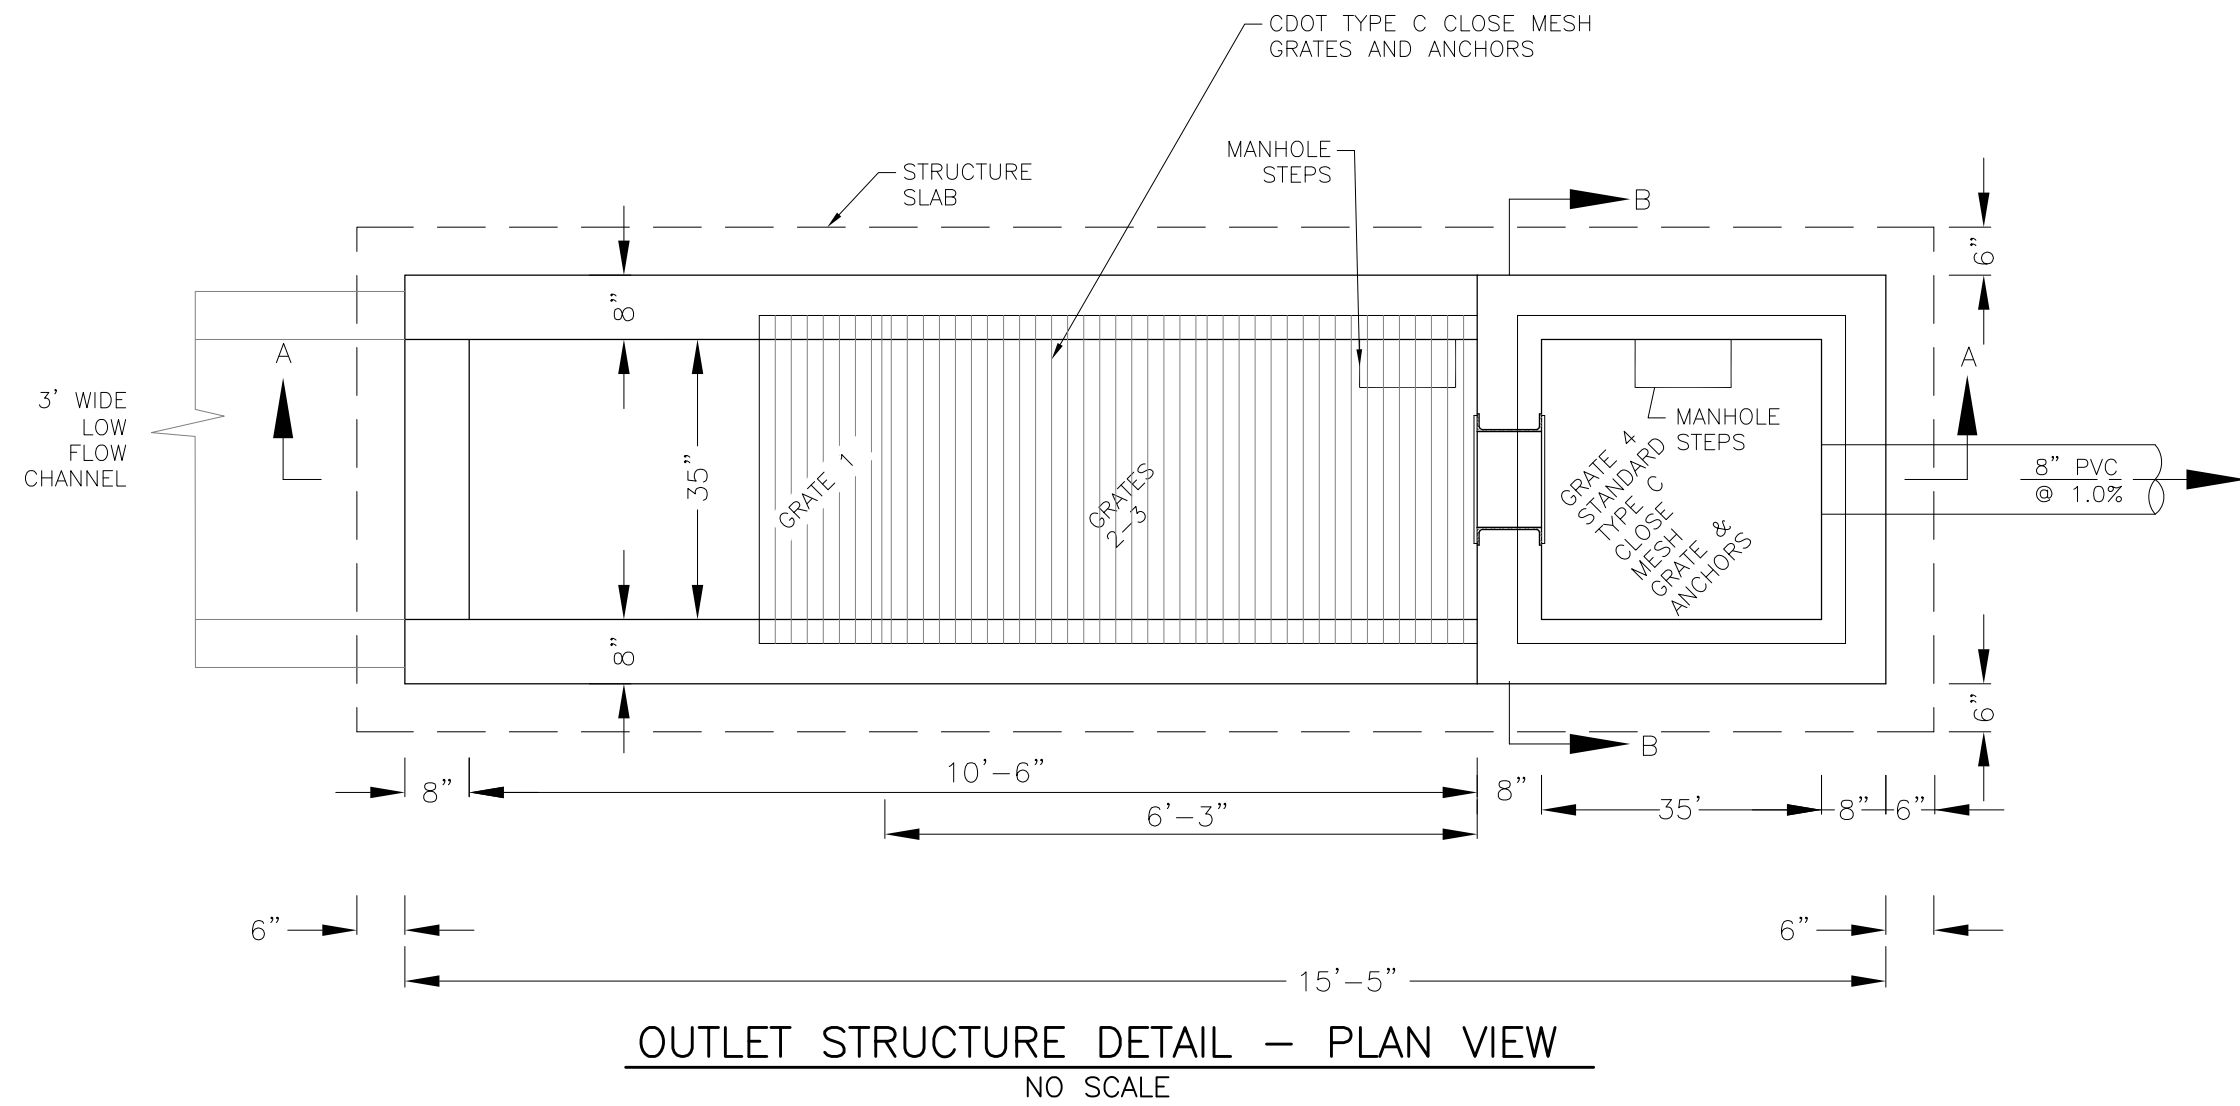 CDOT TYPE C CLOSE MESH
GRATES AND ANCHORS
MANHOLE
STEPS
STRUCTURE
SLAB
B
6”
8”
A
A
3’ WIDE
LOW
FLOW
CHANNEL
35”
GRATE 1
GRATES
2–3
MANHOLE
STEPS
GRATE 4
STANDARD
TYPE C
CLOSE
MESH
GRATE &
ANCHORS
8” PVC
@ 1.0%
8”
6”
B
8”
10’–6”
8”
6’–3”
35’
8”
6”
6”
6”
15’–5”
OUTLET STRUCTURE DETAIL – PLAN VIEW
NO SCALE